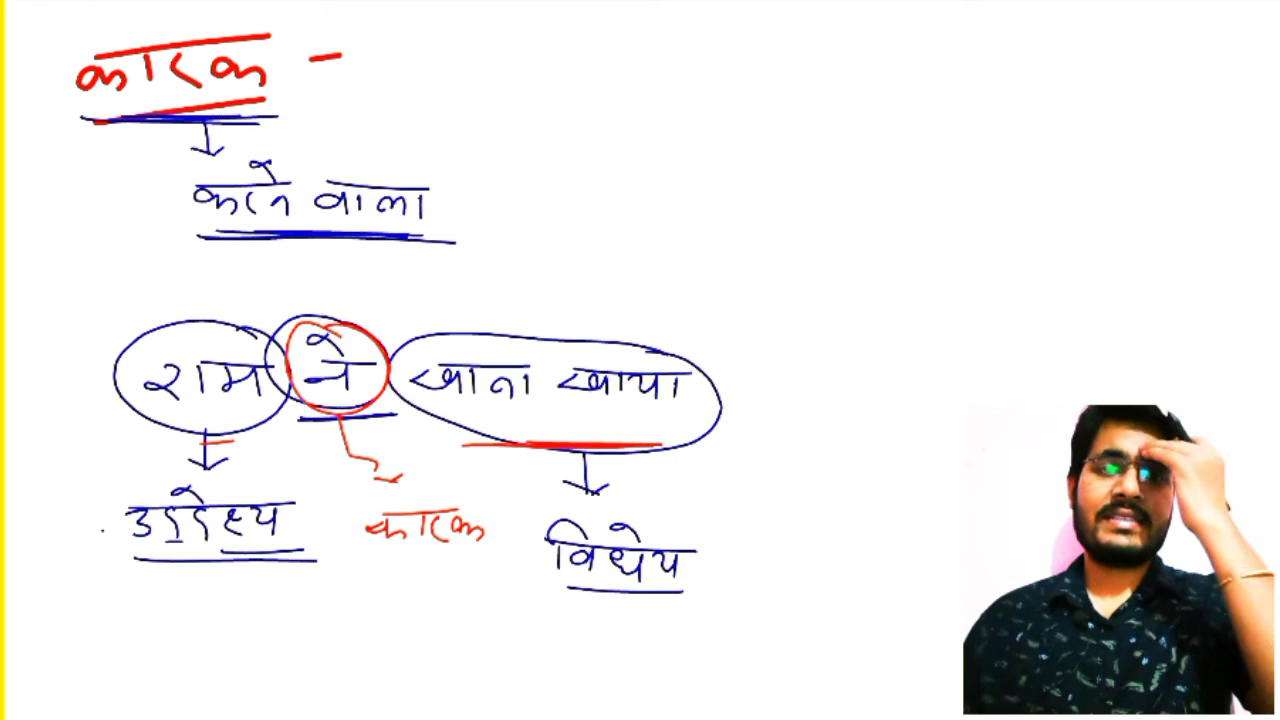 कारक -
करने वाला
राम ने खाना खाया
उद्देश्य कारक विधेय